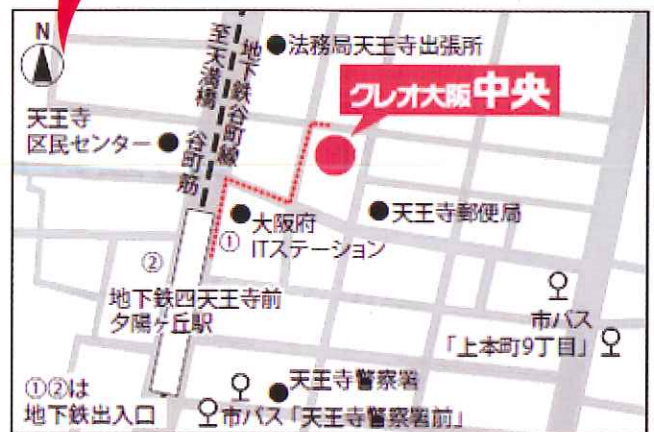 N
至天満橋
地下鉄谷町線
谷町筋
●法務局天王寺出張所
クレオ大阪中央
天王寺
区民センター●
●大阪府
ITステーション
●天王寺郵便局
①
②
地下鉄四天王寺前
夕陽ヶ丘駅
市バス
「上本町9丁目」
●天王寺警察署
市バス「天王寺警察署前」
①②は
地下鉄出入口